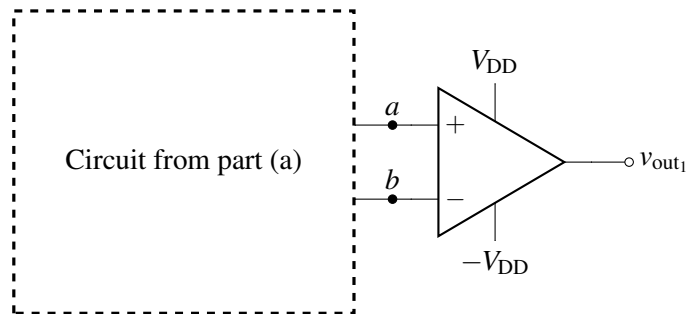 V_DD
a
+
Circuit from part (a)
v_out₁
b
−
−V_DD